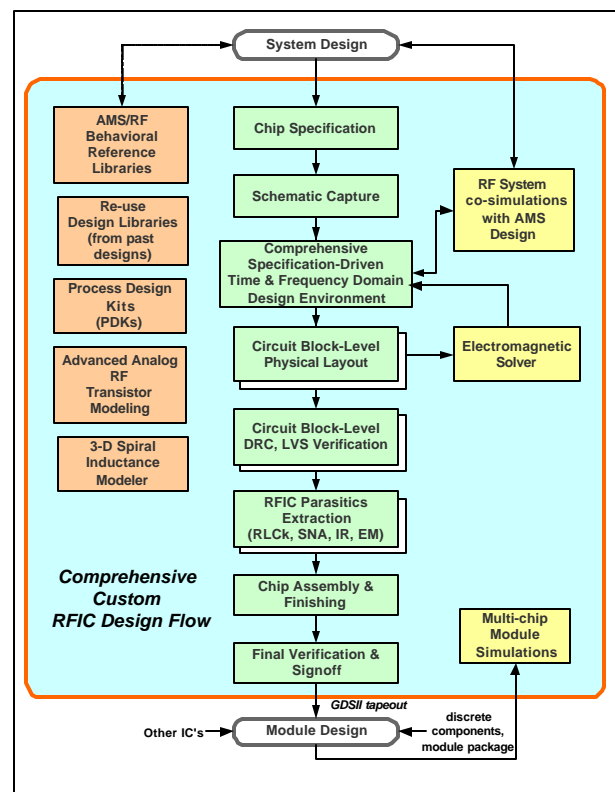 System Design
AMS/RF
Behavioral
Reference
Libraries
Re-use
Design Libraries
(from past
designs)
Process Design
Kits
(PDKs)
Advanced Analog
RF
Transistor
Modeling
3-D Spiral
Inductance
Modeler
Chip Specification
Schematic Capture
Comprehensive
Specification-Driven
Time & Frequency Domain
Design Environment
Circuit Block-Level
Physical Layout
Circuit Block-Level
DRC, LVS Verification
RFIC Parasitics
Extraction
(RLCk, SNA, IR, EM)
Chip Assembly &
Finishing
Final Verification &
Signoff
RF System
co-simulations
with AMS
Design
Electromagnetic
Solver
Multi-chip
Module
Simulations
Comprehensive
Custom
RFIC Design Flow
GDSII tapeout
Other IC's
Module Design
discrete
components,
module package